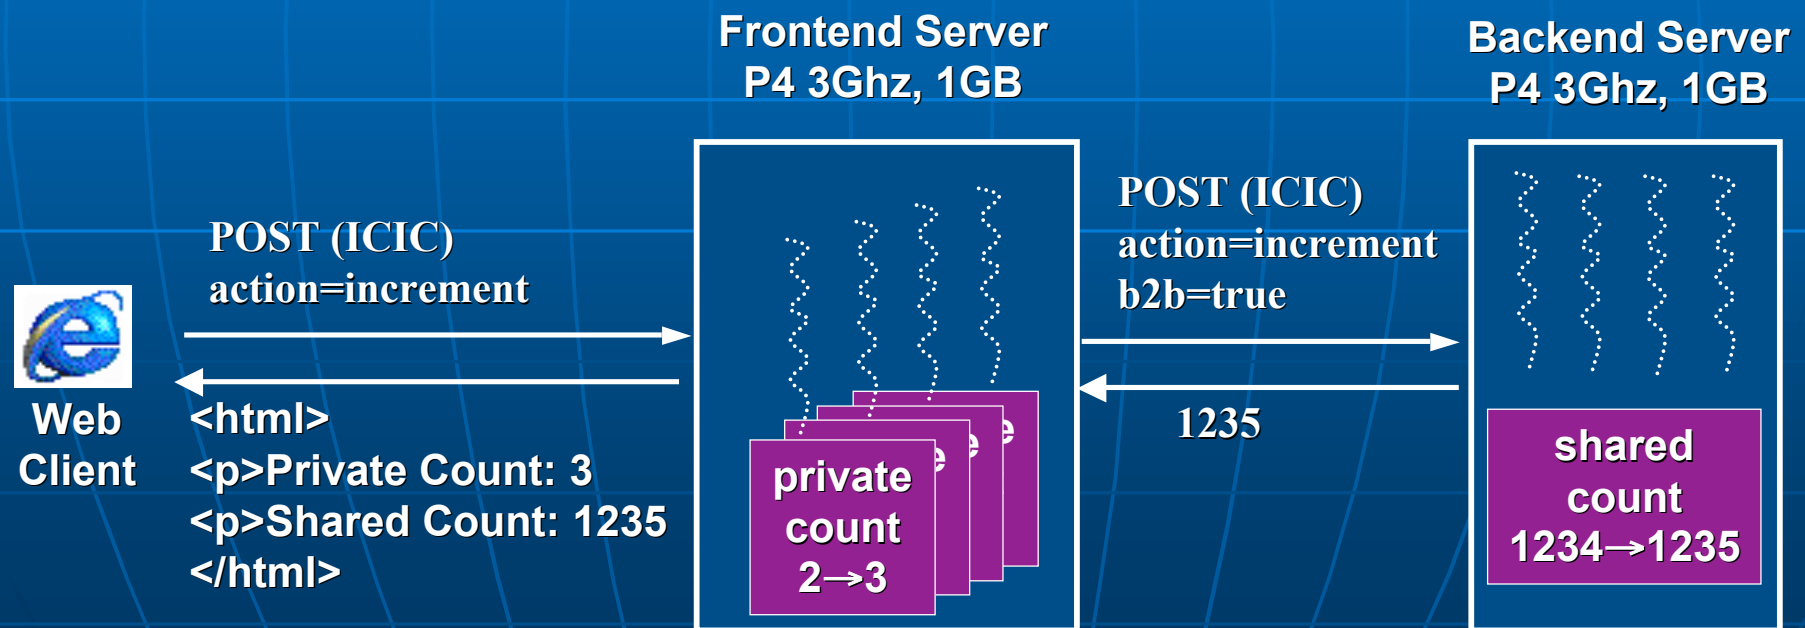 Frontend Server
P4 3Ghz, 1GB
Backend Server
P4 3Ghz, 1GB
POST (ICIC)
action=increment
Web
Client
<html>
<p>Private Count: 3
<p>Shared Count: 1235
</html>
private
count
2→3
e
e
e
POST (ICIC)
action=increment
b2b=true
1235
shared
count
1234→1235